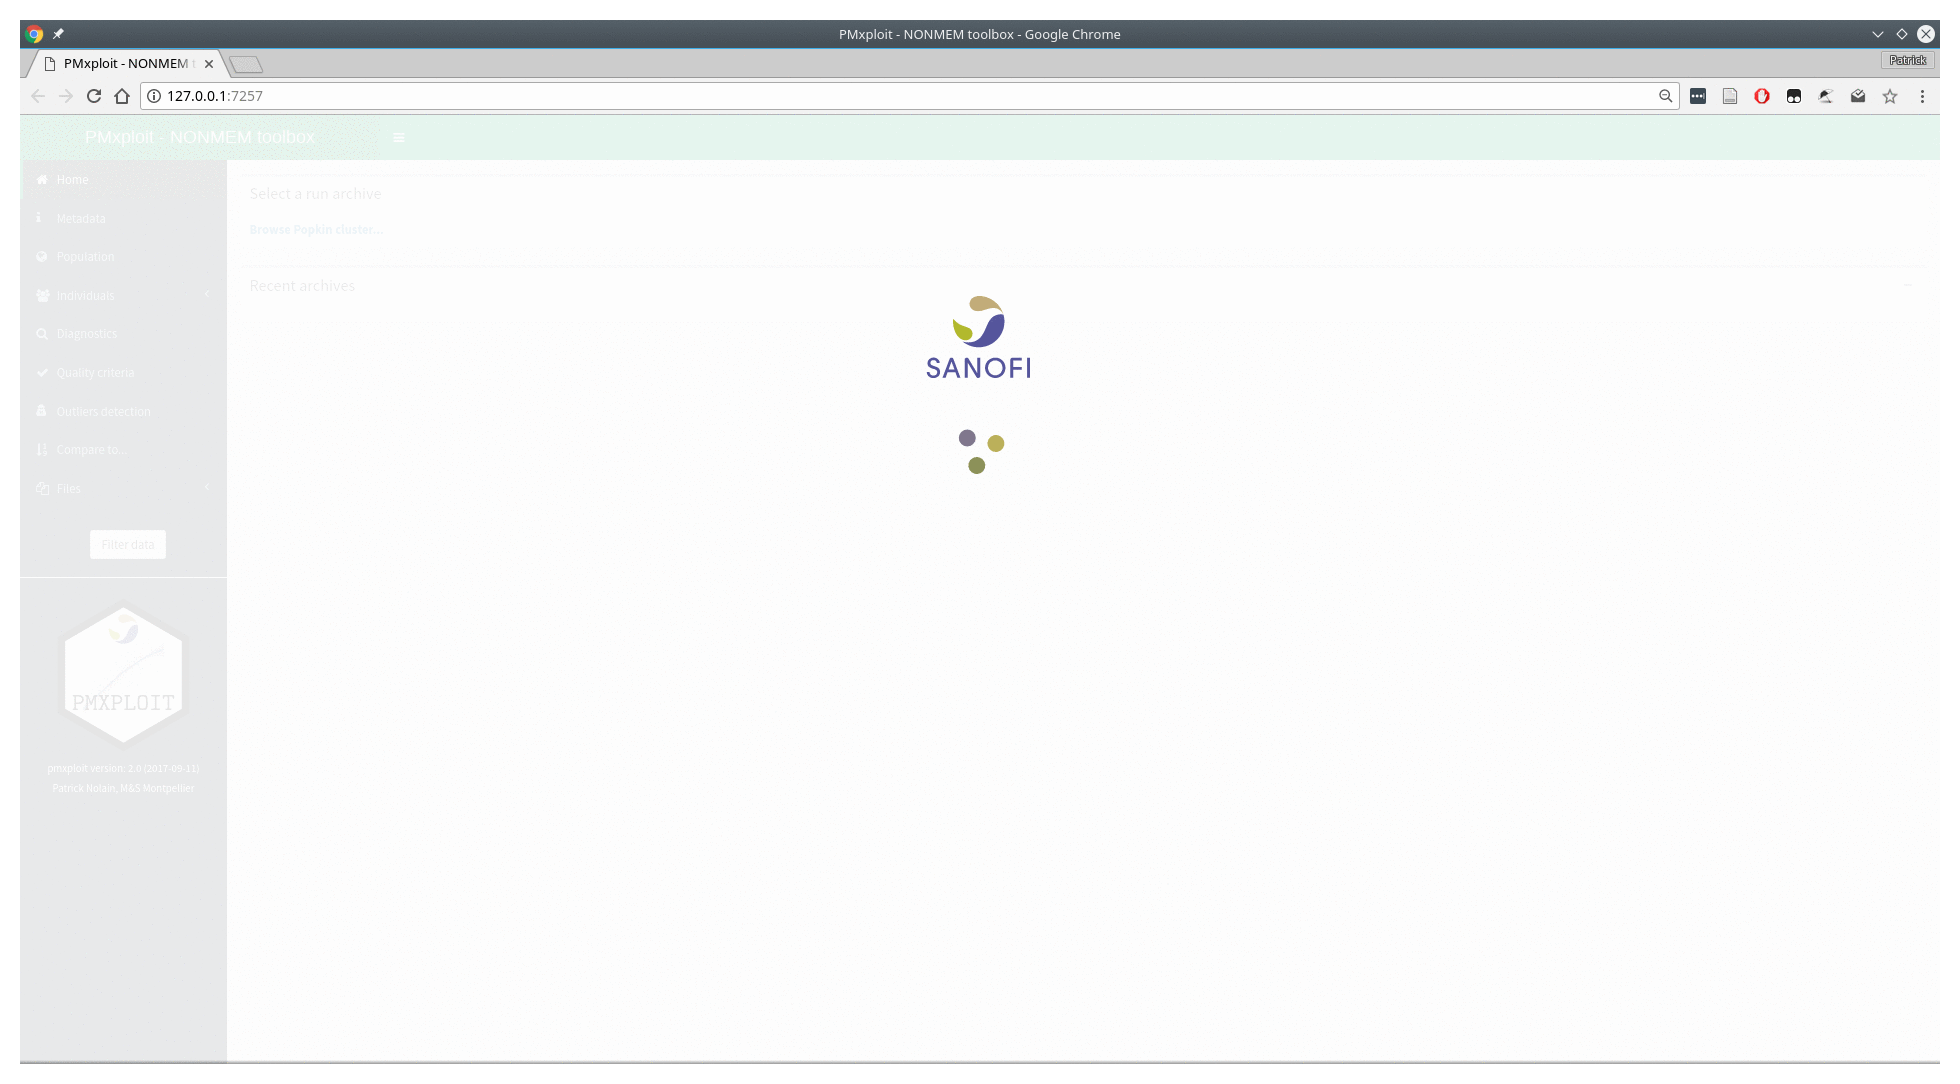 PMxploit - NONMEM toolbox - Google Chrome
PMxploit - NONMEM t
Patrick
127.0.0.1:7257
PMxploit - NONMEM toolbox
Home
Select a run archive
Metadata
Browse Popkin cluster...
Population
Individuals
Recent archives
Diagnostics
SANOFI
Quality criteria
Outliers detection
Compare to...
Files
Filter data
PMXPLOIT
pmxploit version: 2.0 (2017-09-11)
Patrick Nolain, M&S Montpellier